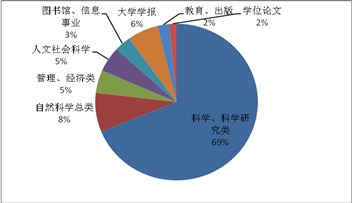 图书馆、信息
事业
3%
大学学报
6%
教育、出版
2%
学位论文
2%
人文社会科学
5%
管理、经济类
5%
自然科学总类
8%
科学、科学研
究类
69%